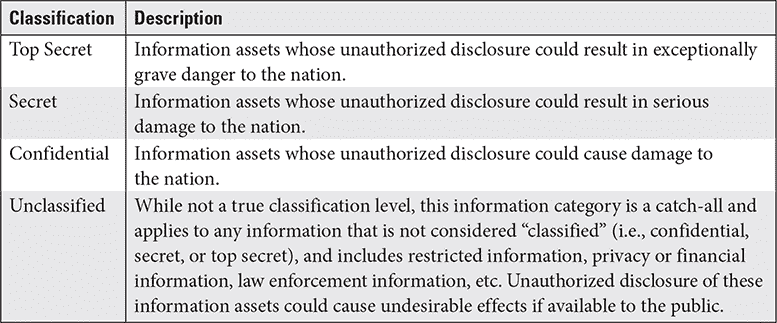 Classification Description
Top Secret Information assets whose unauthorized disclosure could result in exceptionally
grave danger to the nation.
Secret Information assets whose unauthorized disclosure could result in serious
damage to the nation.
Confidential Information assets whose unauthorized disclosure could cause damage to
the nation.
Unclassified While not a true classification level, this information category is a catch-all and
applies to any information that is not considered “classified” (i.e., confidential,
secret, or top secret), and includes restricted information, privacy or financial
information, law enforcement information, etc. Unauthorized disclosure of these
information assets could cause undesirable effects if available to the public.